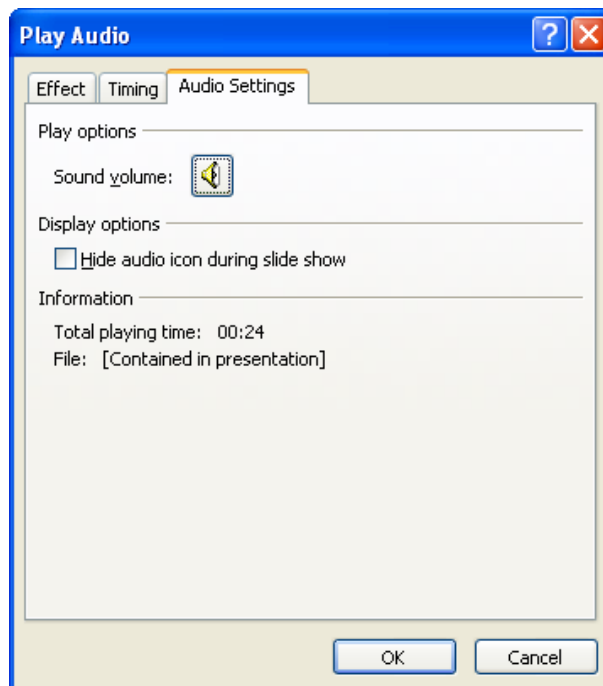 Play Audio
Effect Timing Audio Settings
Play options
Sound volume:
Display options
Hide audio icon during slide show
Information
Total playing time: 00:24
File: [Contained in presentation]
OK Cancel